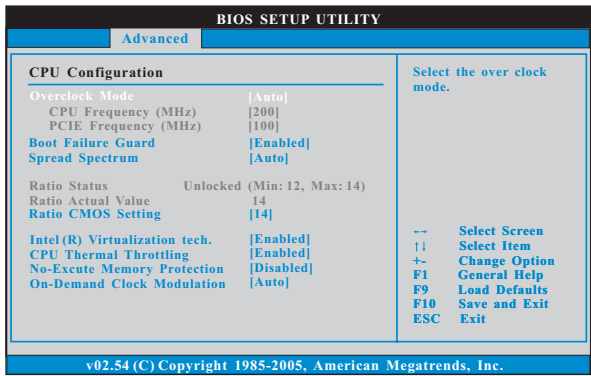 BIOS SETUP UTILITY
Advanced
CPU Configuration
Overclock Mode [Auto]
CPU Frequency (MHz) [200]
PCIE Frequency (MHz) [100]
Boot Failure Guard [Enabled]
Spread Spectrum [Auto]
Ratio Status Unlocked (Min: 12, Max: 14)
Ratio Actual Value 14
Ratio CMOS Setting [14]
Intel (R) Virtualization tech. [Enabled]
CPU Thermal Throttling [Enabled]
No-Excute Memory Protection [Disabled]
On-Demand Clock Modulation [Auto]
Select the over clock
mode.
←→ Select Screen
↑↓ Select Item
+- Change Option
F1 General Help
F9 Load Defaults
F10 Save and Exit
ESC Exit
v02.54 (C) Copyright 1985-2005, American Megatrends, Inc.